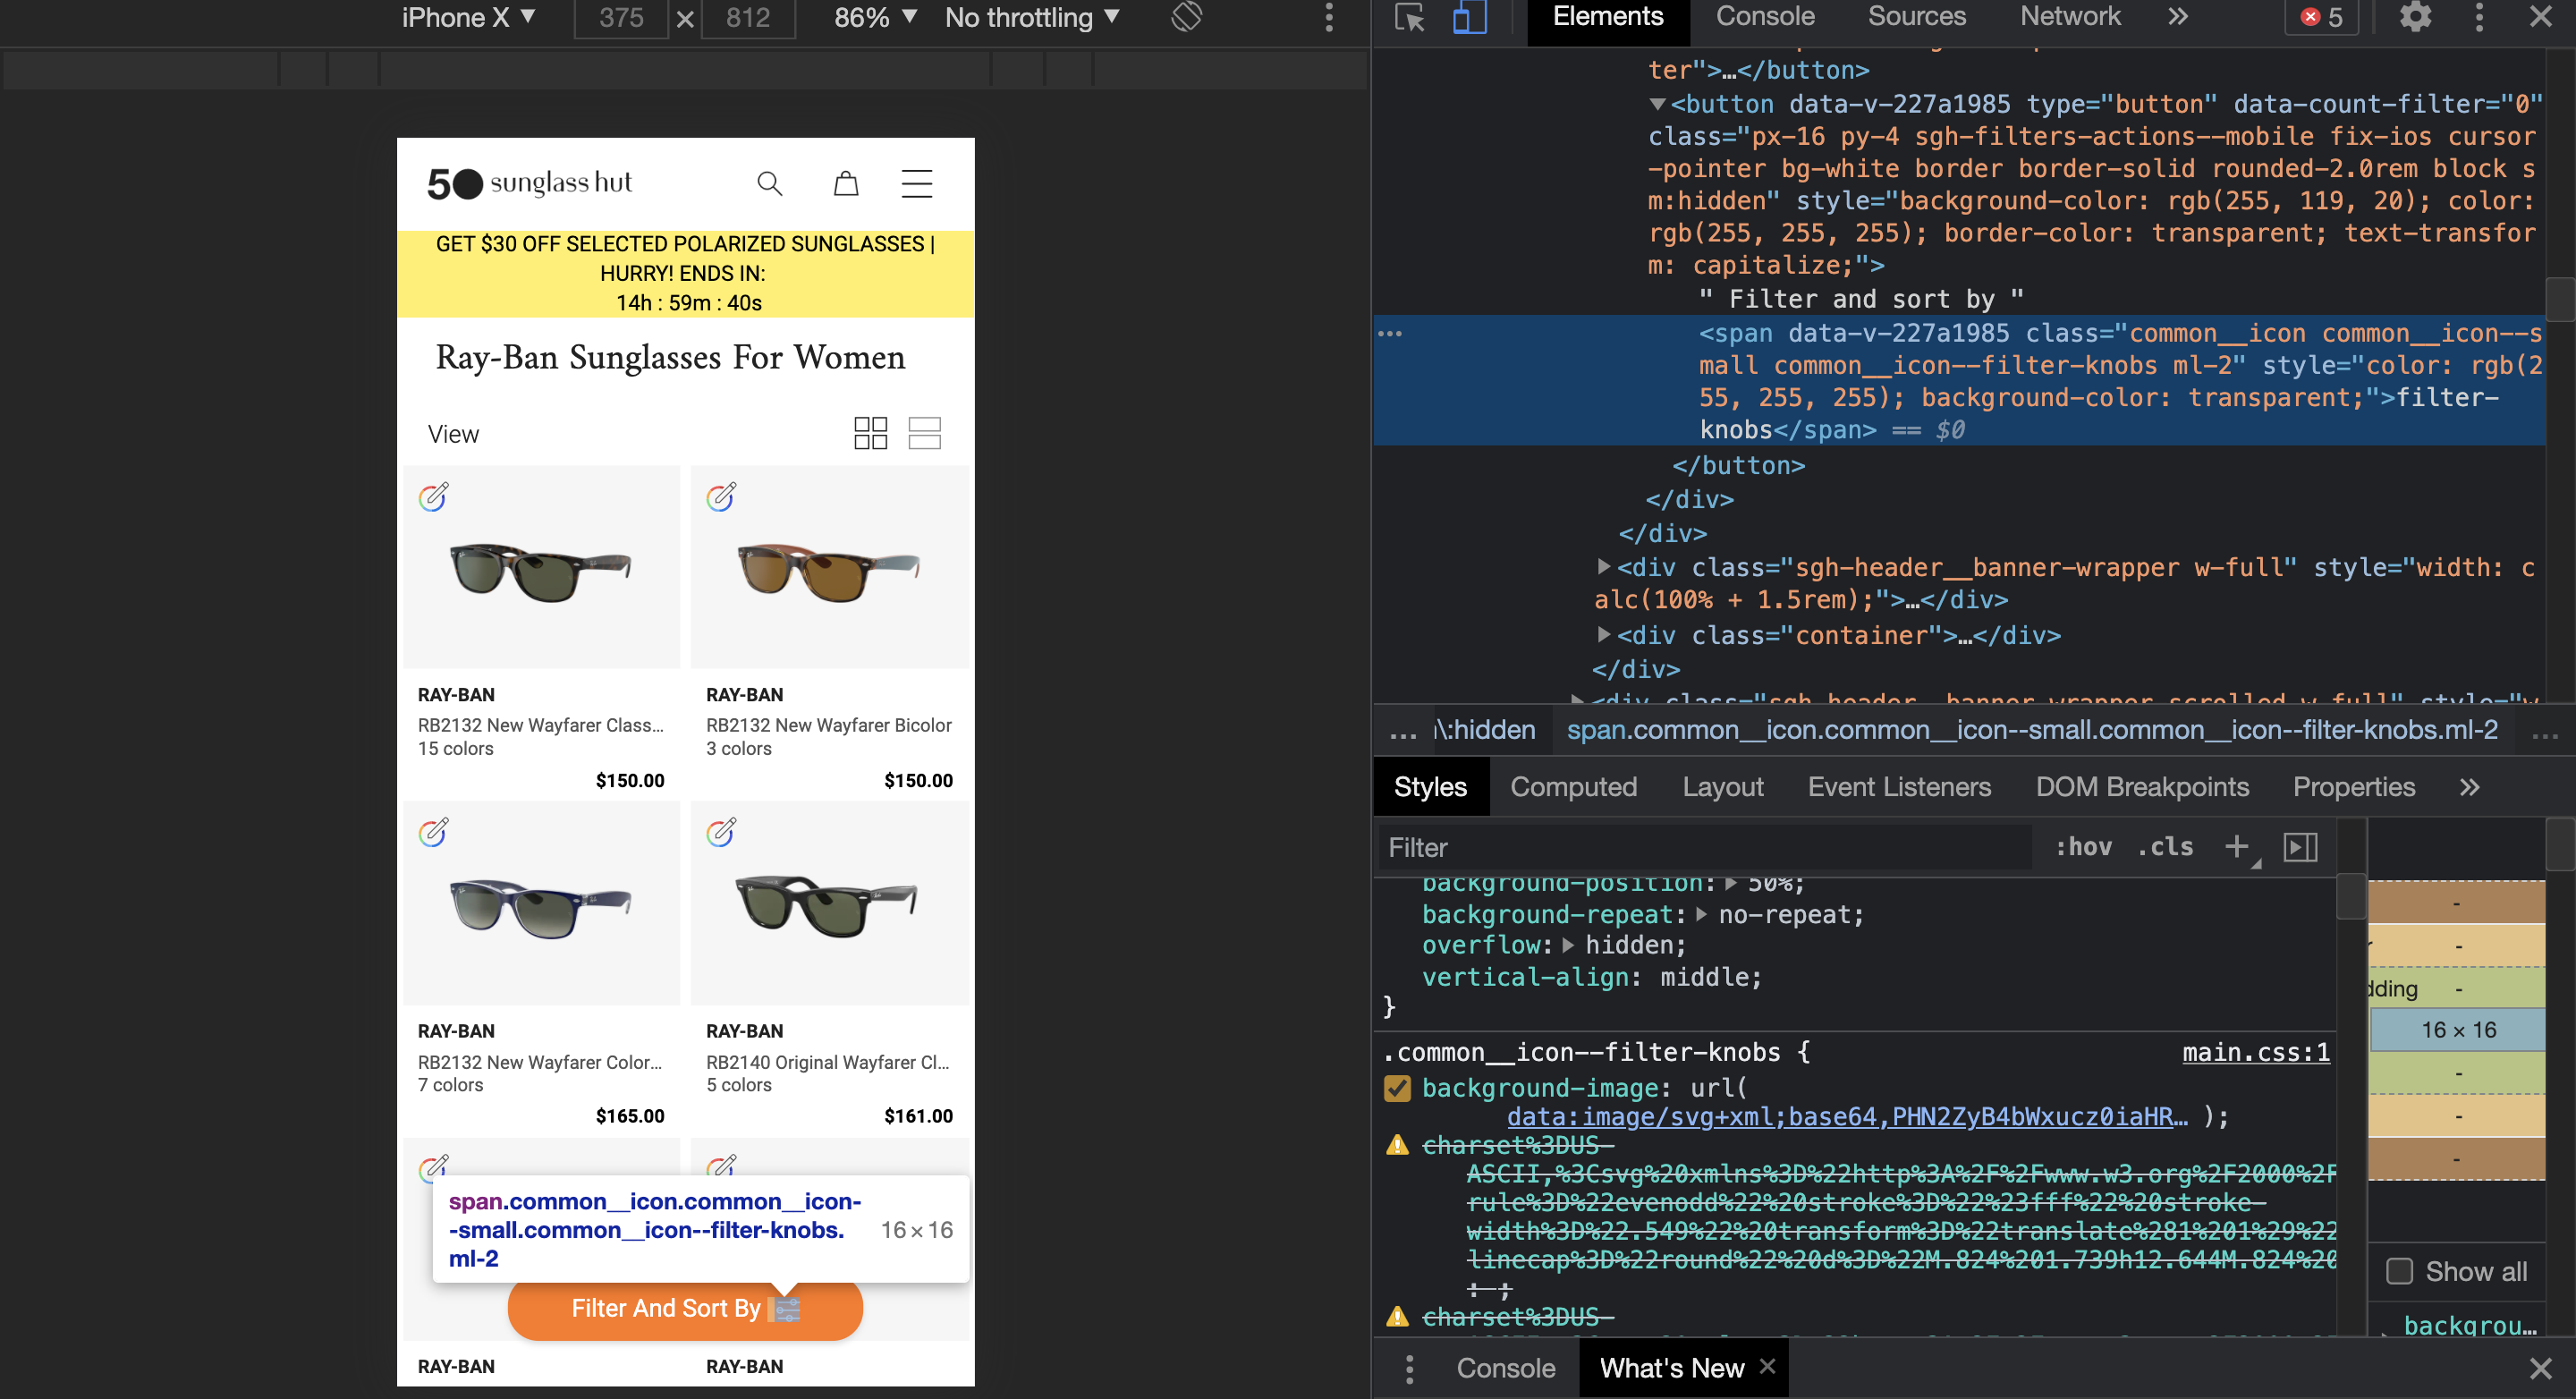 iPhone X ▼ 375 × 812 86% ▼ No throttling ▼
50 sunglass hut
GET $30 OFF SELECTED POLARIZED SUNGLASSES |
HURRY! ENDS IN:
14h : 59m : 40s
Ray-Ban Sunglasses For Women
View
RAY-BAN
RB2132 New Wayfarer Class...
15 colors
$150.00
RAY-BAN
RB2132 New Wayfarer Bicolor
3 colors
$150.00
RAY-BAN
RB2132 New Wayfarer Color...
7 colors
$165.00
RAY-BAN
RB2140 Original Wayfarer Cl...
5 colors
$161.00
span.common__icon.common__icon-
-small.common__icon--filter-knobs.
ml-2
16 × 16
Filter And Sort By
RAY-BAN
RAY-BAN
Elements Console Sources Network » 5
ter">…</button>
▼<button data-v-227a1985 type="button" data-count-filter="0"
class="px-16 py-4 sgh-filters-actions--mobile fix-ios cursor
-pointer bg-white border border-solid rounded-2.0rem block s
m:hidden" style="background-color: rgb(255, 119, 20); color:
rgb(255, 255, 255); border-color: transparent; text-transfor
m: capitalize;">
" Filter and sort by "
<span data-v-227a1985 class="common__icon common__icon--s
mall common__icon--filter-knobs ml-2" style="color: rgb(2
55, 255, 255); background-color: transparent;">filter-
knobs</span> == $0
</button>
</div>
</div>
▶<div class="sgh-header__banner-wrapper w-full" style="width: c
alc(100% + 1.5rem);">…</div>
▶<div class="container">…</div>
</div>
▶<div class="sgh-header__banner-wrapper scrolled w-full" style="w
… \:hidden span.common__icon.common__icon--small.common__icon--filter-knobs.ml-2 …
Styles Computed Layout Event Listeners DOM Breakpoints Properties »
Filter :hov .cls +
background-position: ▶ 50%;
background-repeat: ▶ no-repeat;
overflow: ▶ hidden;
vertical-align: middle;
}
.common__icon--filter-knobs { main.css:1
background-image: url(
data:image/svg+xml;base64,PHN2ZyB4bWxucz0iaHR… );
charset%3DUS-
ASCII,%3Csvg%20xmlns%3D%22http%3A%2F%2Fwww.w3.org%2F2000%2F
rule%3D%22evenodd%22%20stroke%3D%22%23fff%22%20stroke-
width%3D%22.549%22%20transform%3D%22translate%281%201%29%22
linecap%3D%22round%22%20d%3D%22M.824%201.739h12.644M.824%20
: ;
charset%3DUS-
-
-
dding -
16 × 16
-
-
-
Show all
backgrou…
Console What's New ×